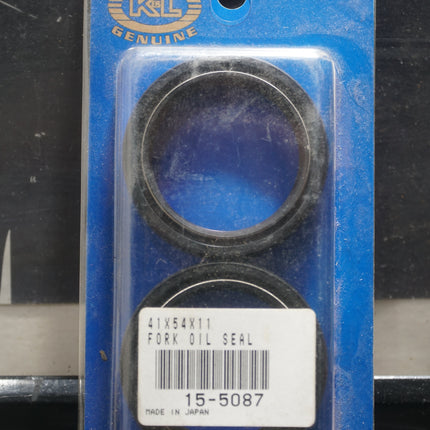 K&L
GENUINE
41X54X11
FORK OIL SEAL
15-5087
MADE IN JAPAN